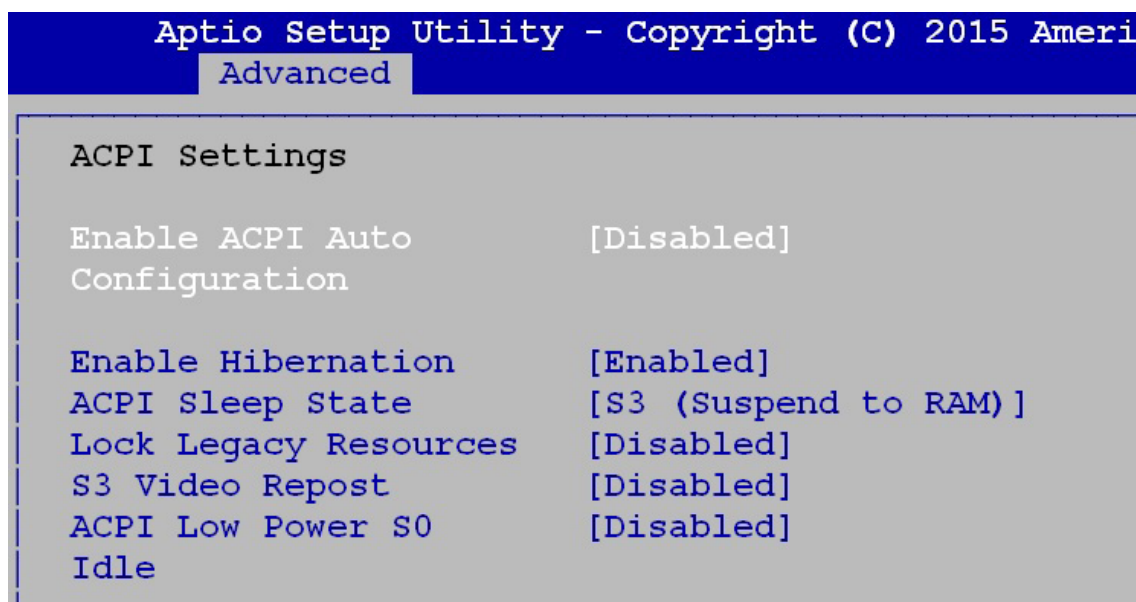 Aptio Setup Utility - Copyright (C) 2015 Ameri
Advanced
ACPI Settings
Enable ACPI Auto [Disabled]
Configuration
Enable Hibernation [Enabled]
ACPI Sleep State [S3 (Suspend to RAM)]
Lock Legacy Resources [Disabled]
S3 Video Repost [Disabled]
ACPI Low Power S0 [Disabled]
Idle